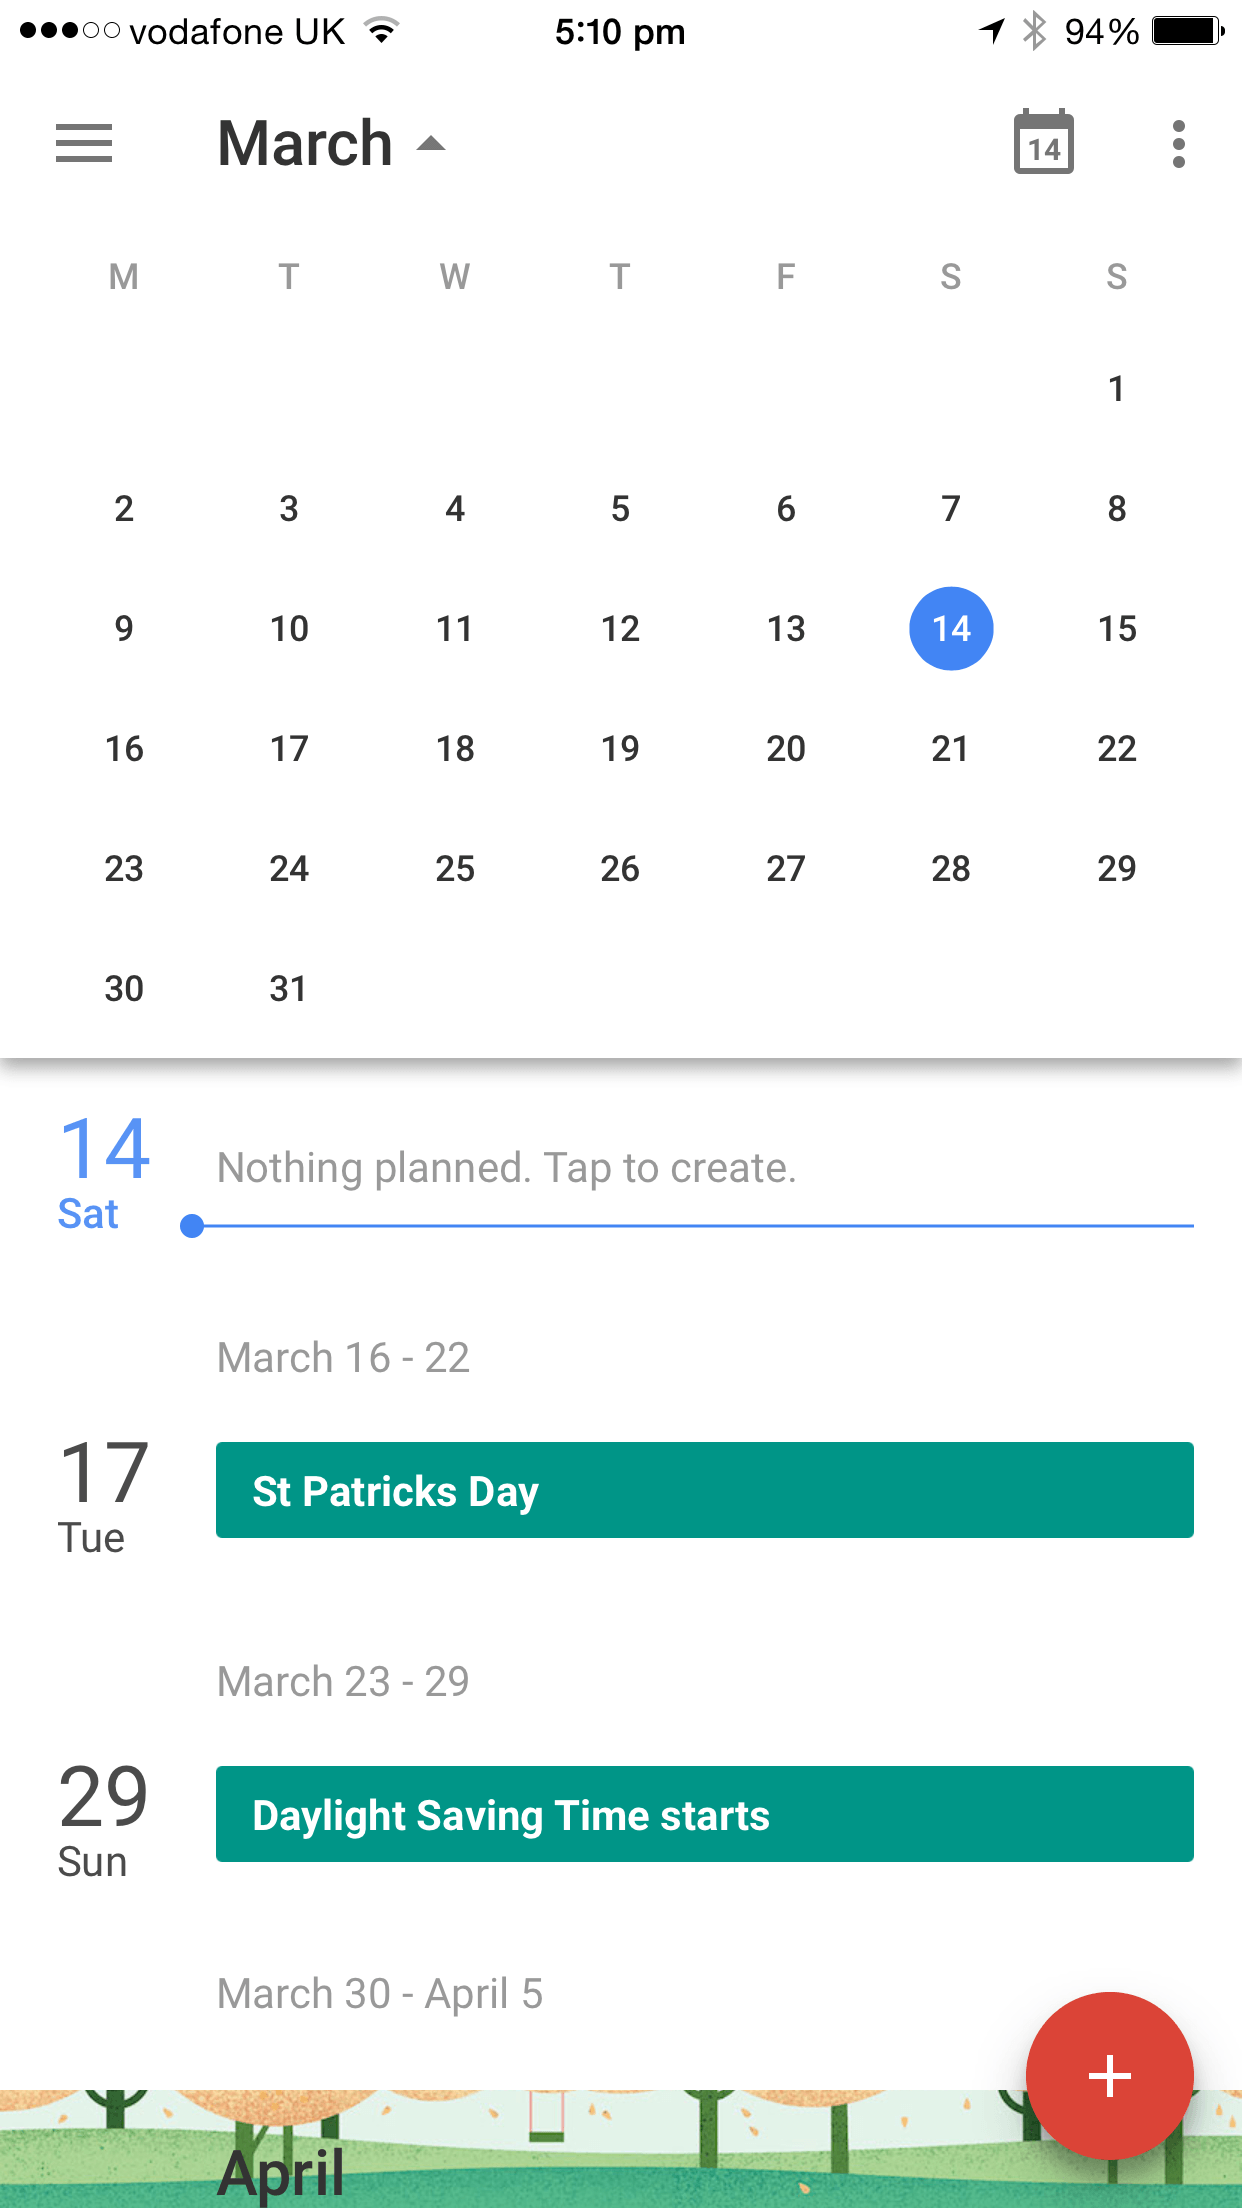 vodafone UK 5:10 pm 94%
March 14
M T W T F S S
1
2 3 4 5 6 7 8
9 10 11 12 13 14 15
16 17 18 19 20 21 22
23 24 25 26 27 28 29
30 31
14 Nothing planned. Tap to create.
Sat
March 16 - 22
17 St Patricks Day
Tue
March 23 - 29
29 Daylight Saving Time starts
Sun
March 30 - April 5
April